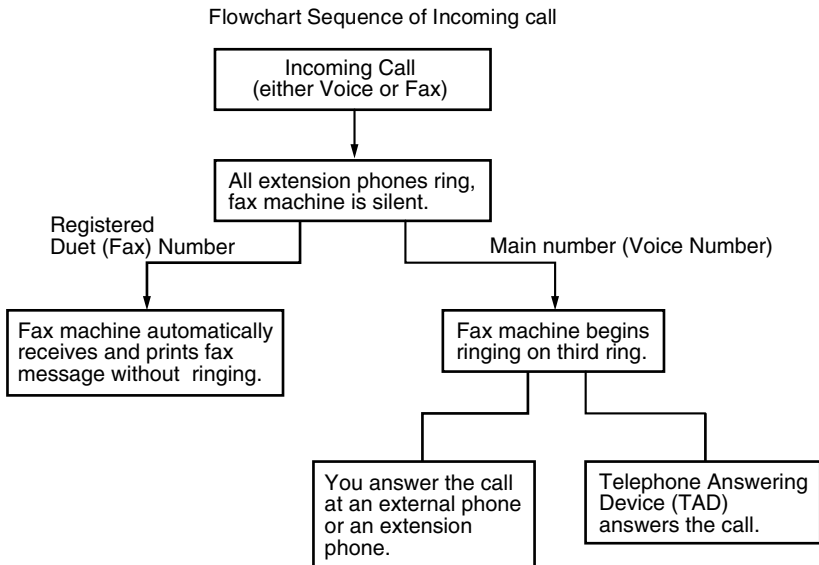 Flowchart Sequence of Incoming call
Incoming Call
(either Voice or Fax)
All extension phones ring,
fax machine is silent.
Registered
Duet (Fax) Number
Main number (Voice Number)
Fax machine automatically
receives and prints fax
message without ringing.
Fax machine begins
ringing on third ring.
You answer the call
at an external phone
or an extension
phone.
Telephone Answering
Device (TAD)
answers the call.